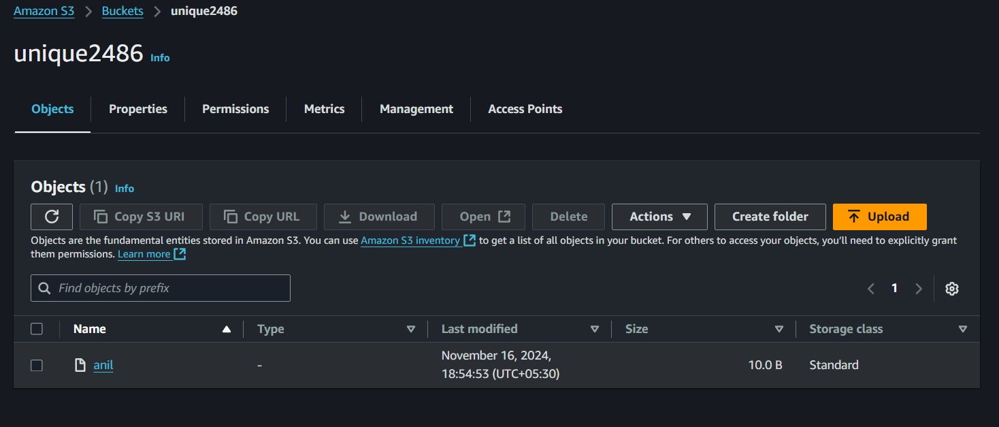 Amazon S3 > Buckets > unique2486
unique2486 Info
Objects Properties Permissions Metrics Management Access Points
Objects (1) Info
Copy S3 URI Copy URL Download Open Delete Actions Create folder Upload
Objects are the fundamental entities stored in Amazon S3. You can use Amazon S3 inventory to get a list of all objects in your bucket. For others to access your objects, you'll need to explicitly grant
them permissions. Learn more
Find objects by prefix
1
Name Type Last modified Size Storage class
anil - November 16, 2024, 10.0 B Standard
18:54:53 (UTC+05:30)